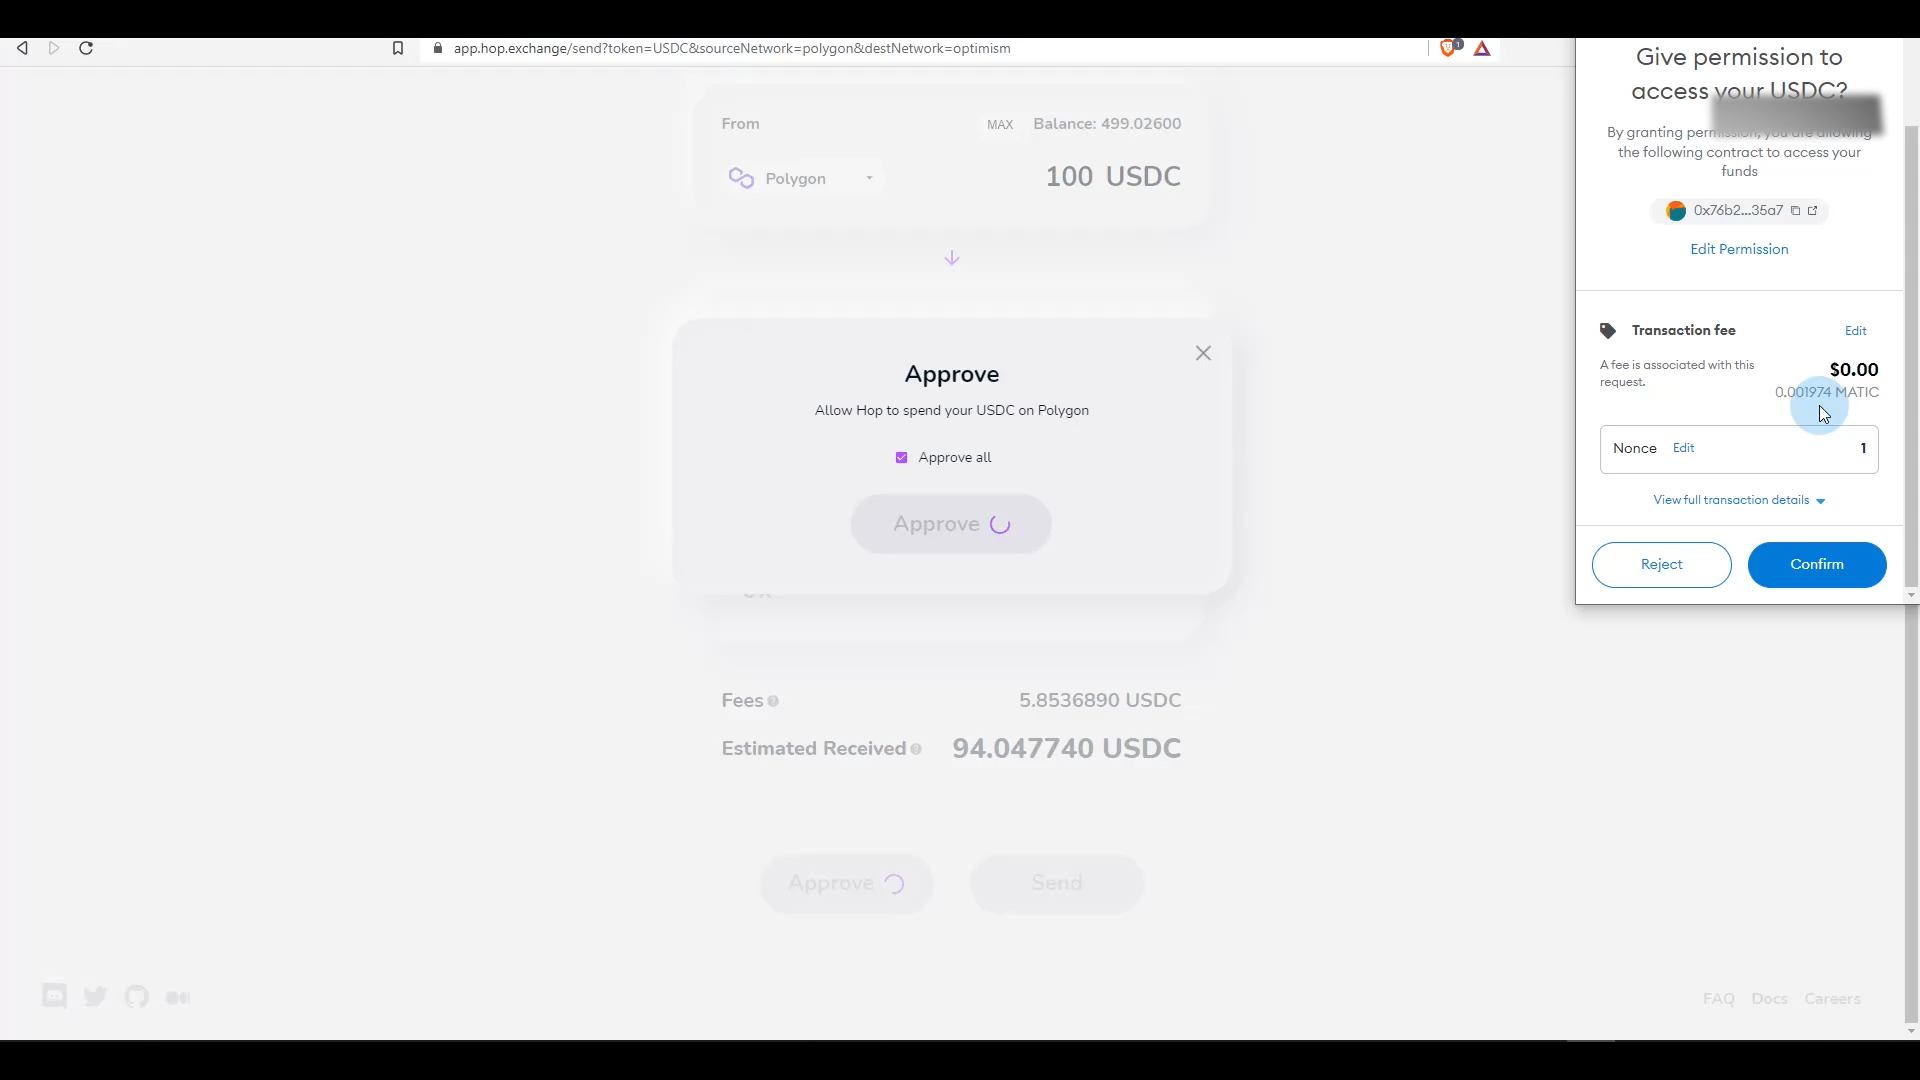 app.hop.exchange/send?token=USDC&sourceNetwork=polygon&destNetwork=optimism
1
From
MAX Balance: 499.02600
Polygon
100 USDC
Approve
Allow Hop to spend your USDC on Polygon
Approve all
Approve
Fees
5.8536890 USDC
Estimated Received
94.047740 USDC
Approve
Send
FAQ Docs Careers
Give permission to
access your USDC?
By granting permission, you are allowing
the following contract to access your
funds
0x76b2...35a7
Edit Permission
Transaction fee
Edit
A fee is associated with this
request.
$0.00
0.001974 MATIC
Nonce Edit 1
View full transaction details
Reject
Confirm